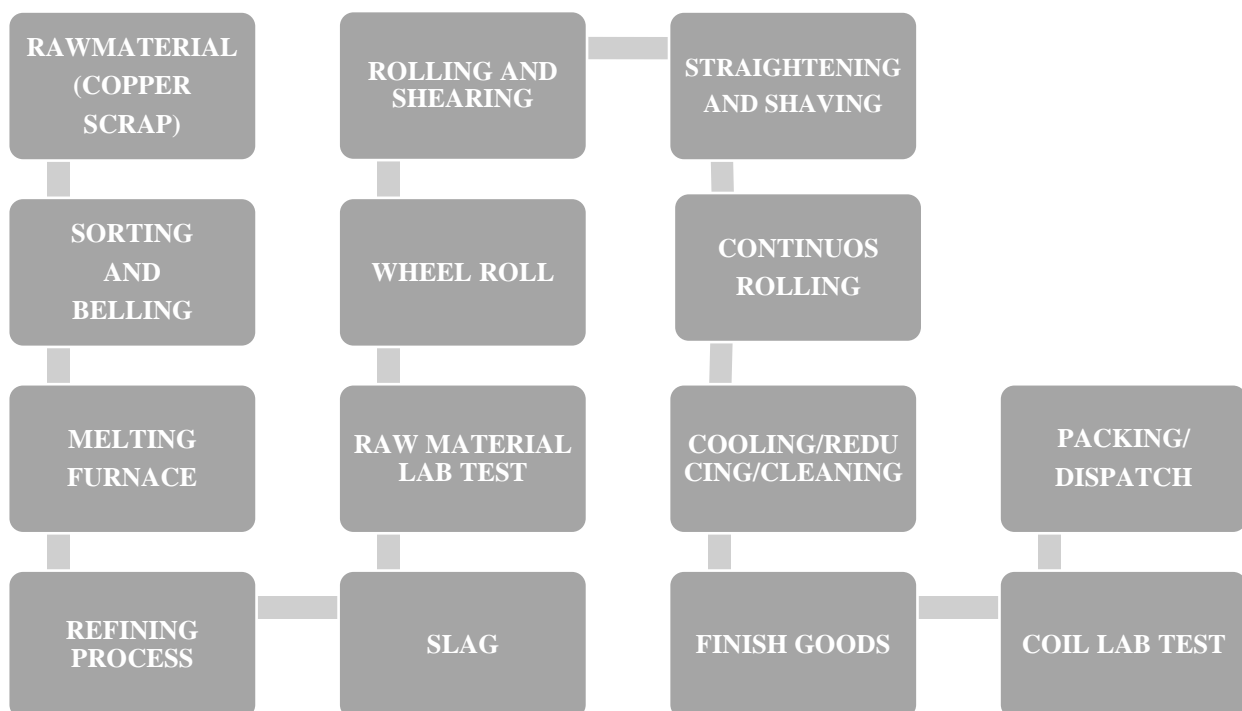 RAWMATERIAL
(COPPER
SCRAP)
SORTING
AND
BELLING
MELTING
FURNACE
REFINING
PROCESS
SLAG
RAW MATERIAL
LAB TEST
WHEEL ROLL
ROLLING AND
SHEARING
STRAIGHTENING
AND SHAVING
CONTINUOS
ROLLING
COOLING/REDU
CING/CLEANING
FINISH GOODS
COIL LAB TEST
PACKING/
DISPATCH